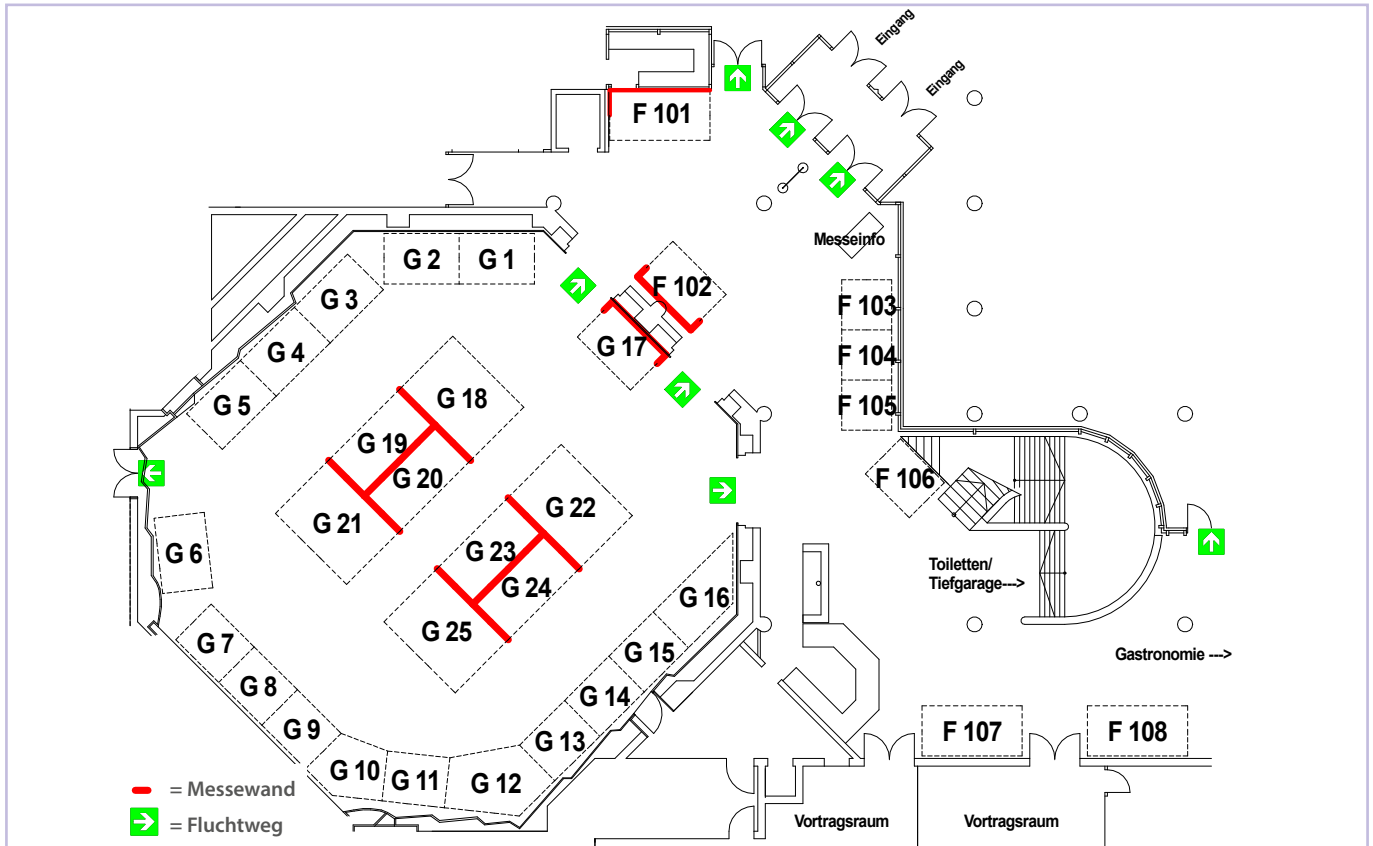 Eingang
Eingang
F 101
Messeinfo
G 2
G 1
F 102
G 3
F 103
G 17
F 104
G 4
G 18
F 105
G 5
G 19
G 20
F 106
G 21
G 22
G 23
G 6
Toiletten/
Tiefgarage--->
G 24
G 16
G 25
G 7
G 15
Gastronomie --->
G 8
G 14
G 9
G 13
F 107
F 108
G 10
G 11
G 12
= Messewand
= Fluchtweg
Vortragsraum
Vortragsraum